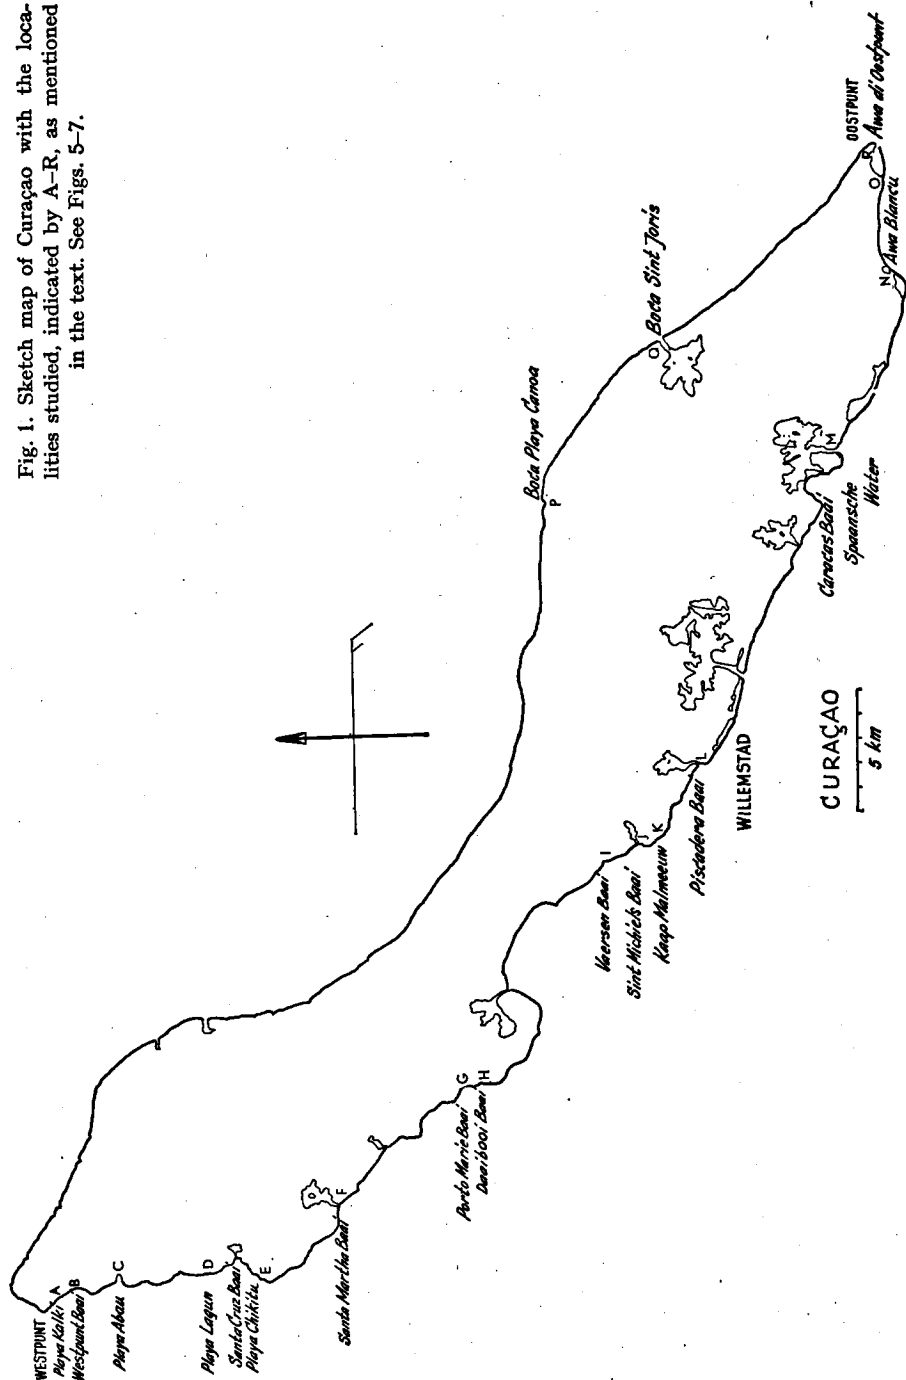 Fig. 1. Sketch map of Curaçao with the loca-
lities studied, indicated by A–R, as mentioned
in the text. See Figs. 5–7.
WESTPUNT
Playa Kalki A
Westpunt Baai B
Playa Abau C
Playa Lagun D
Santa Cruz Baai
Playa Chikitu E
Santa Martha Baai F
Porto Marie Baai G
Daaibooi Baai H
Vaersen Baai I
Sint Michiels Baai
Kaap Malmeeuw K
Piscadera Baai L
WILLEMSTAD
Caracas Baai
Spaansche
Water
M
N Awa Blancu
O
R
OOSTPUNT
Awa di Oostpunt
Boca Sint Joris
Q
Boca Playa Canoa
P
CURAÇAO
5 km